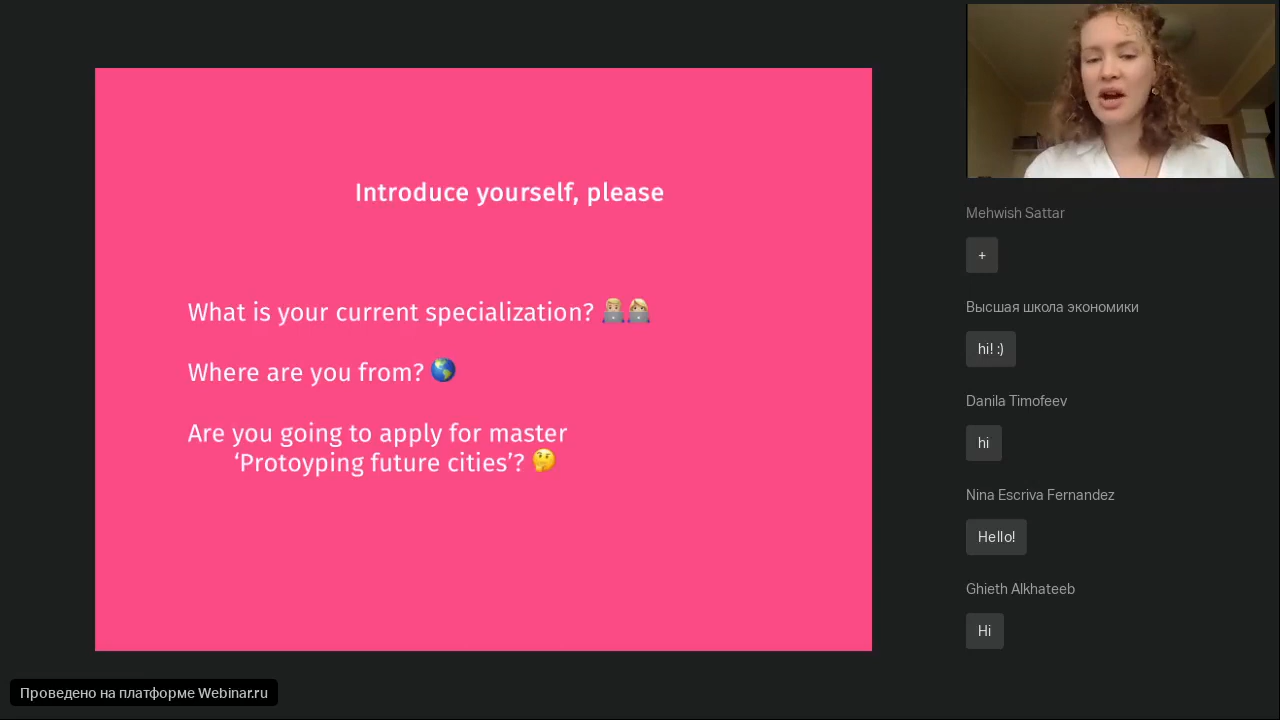 Introduce yourself, please
What is your current specialization?
Where are you from?
Are you going to apply for master
‘Protoyping future cities’?
Mehwish Sattar
+
Высшая школа экономики
hi! :)
Danila Timofeev
hi
Nina Escriva Fernandez
Hello!
Ghieth Alkhateeb
Hi
Проведено на платформе Webinar.ru